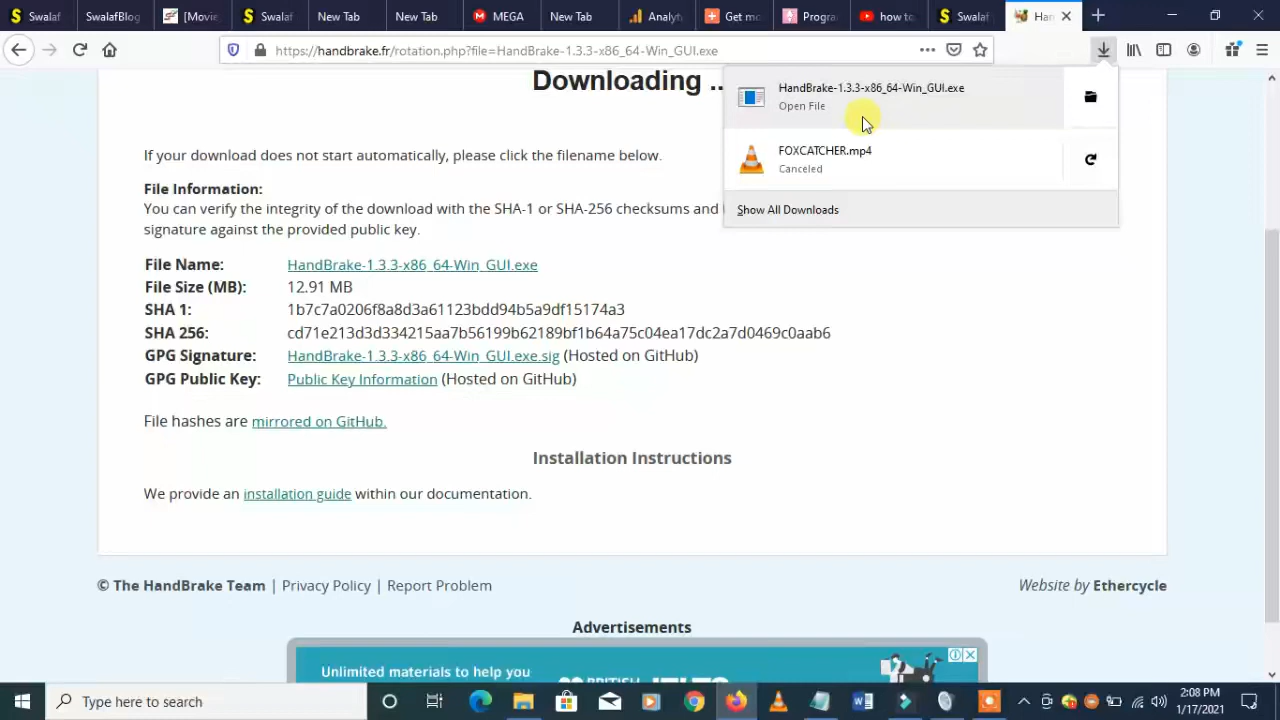 Swalaf
SwalafBlog
[Movie
Swalaf
New Tab
New Tab
MEGA
New Tab
Analyt
Get mo
Progra
how to
Swalaf
Han
https://handbrake.fr/rotation.php?file=HandBrake-1.3.3-x86_64-Win_GUI.exe
Downloading ..
HandBrake-1.3.3-x86_64-Win_GUI.exe
Open File
FOXCATCHER.mp4
Canceled
Show All Downloads
If your download does not start automatically, please click the filename below.
File Information:
You can verify the integrity of the download with the SHA-1 or SHA-256 checksums and
signature against the provided public key.
File Name: HandBrake-1.3.3-x86_64-Win_GUI.exe
File Size (MB): 12.91 MB
SHA 1: 1b7c7a0206f8a8d3a61123bdd94b5a9df15174a3
SHA 256: cd71e213d3d334215aa7b56199b62189bf1b64a75c04ea17dc2a7d0469c0aab6
GPG Signature: HandBrake-1.3.3-x86_64-Win_GUI.exe.sig (Hosted on GitHub)
GPG Public Key: Public Key Information (Hosted on GitHub)
File hashes are mirrored on GitHub.
Installation Instructions
We provide an installation guide within our documentation.
© The HandBrake Team | Privacy Policy | Report Problem
Website by Ethercycle
Advertisements
Unlimited materials to help you
BRITISH
Type here to search
2:08 PM
1/17/2021